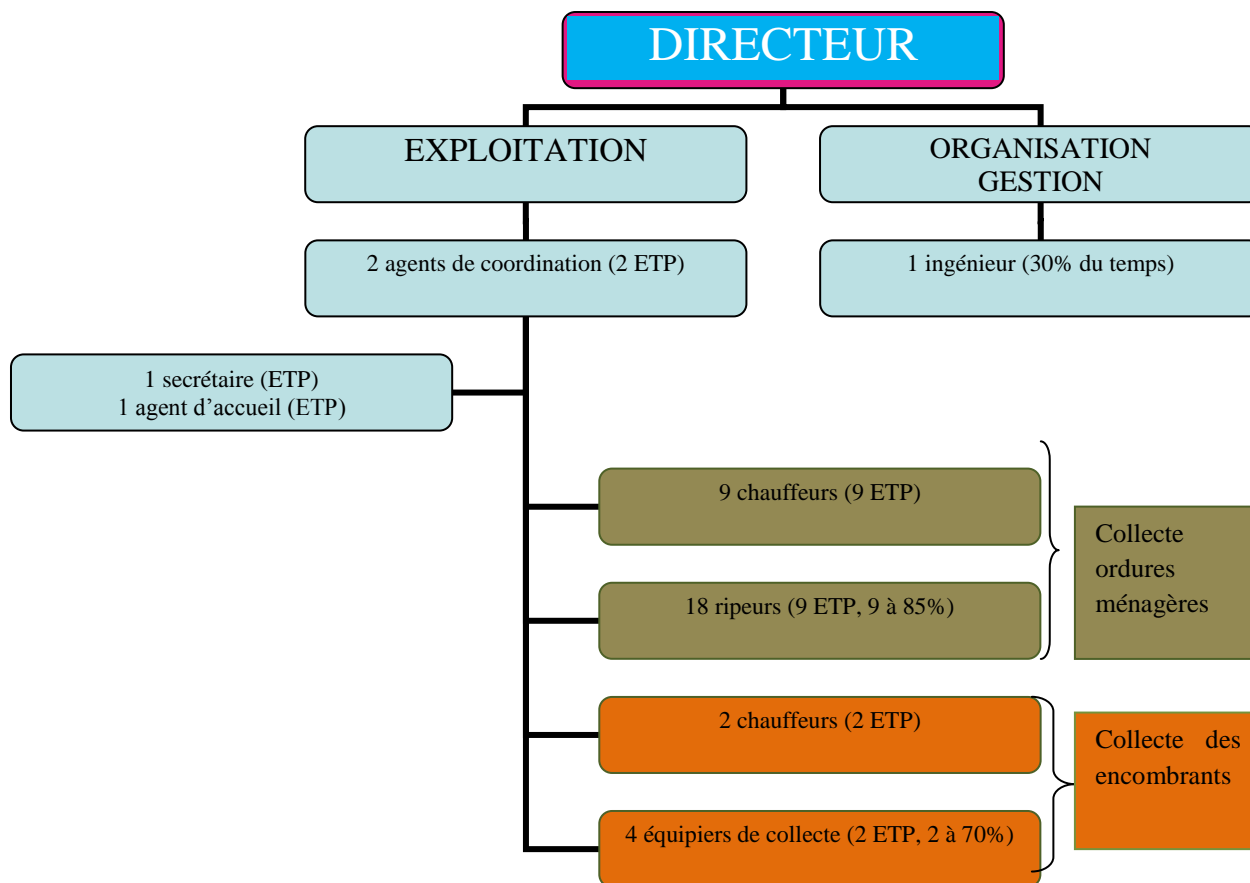 DIRECTEUR
EXPLOITATION
ORGANISATION
GESTION
2 agents de coordination (2 ETP)
1 ingénieur (30% du temps)
1 secrétaire (ETP)
1 agent d’accueil (ETP)
9 chauffeurs (9 ETP)
18 ripeurs (9 ETP, 9 à 85%)
Collecte
ordures
ménagères
2 chauffeurs (2 ETP)
4 équipiers de collecte (2 ETP, 2 à 70%)
Collecte des
encombrants